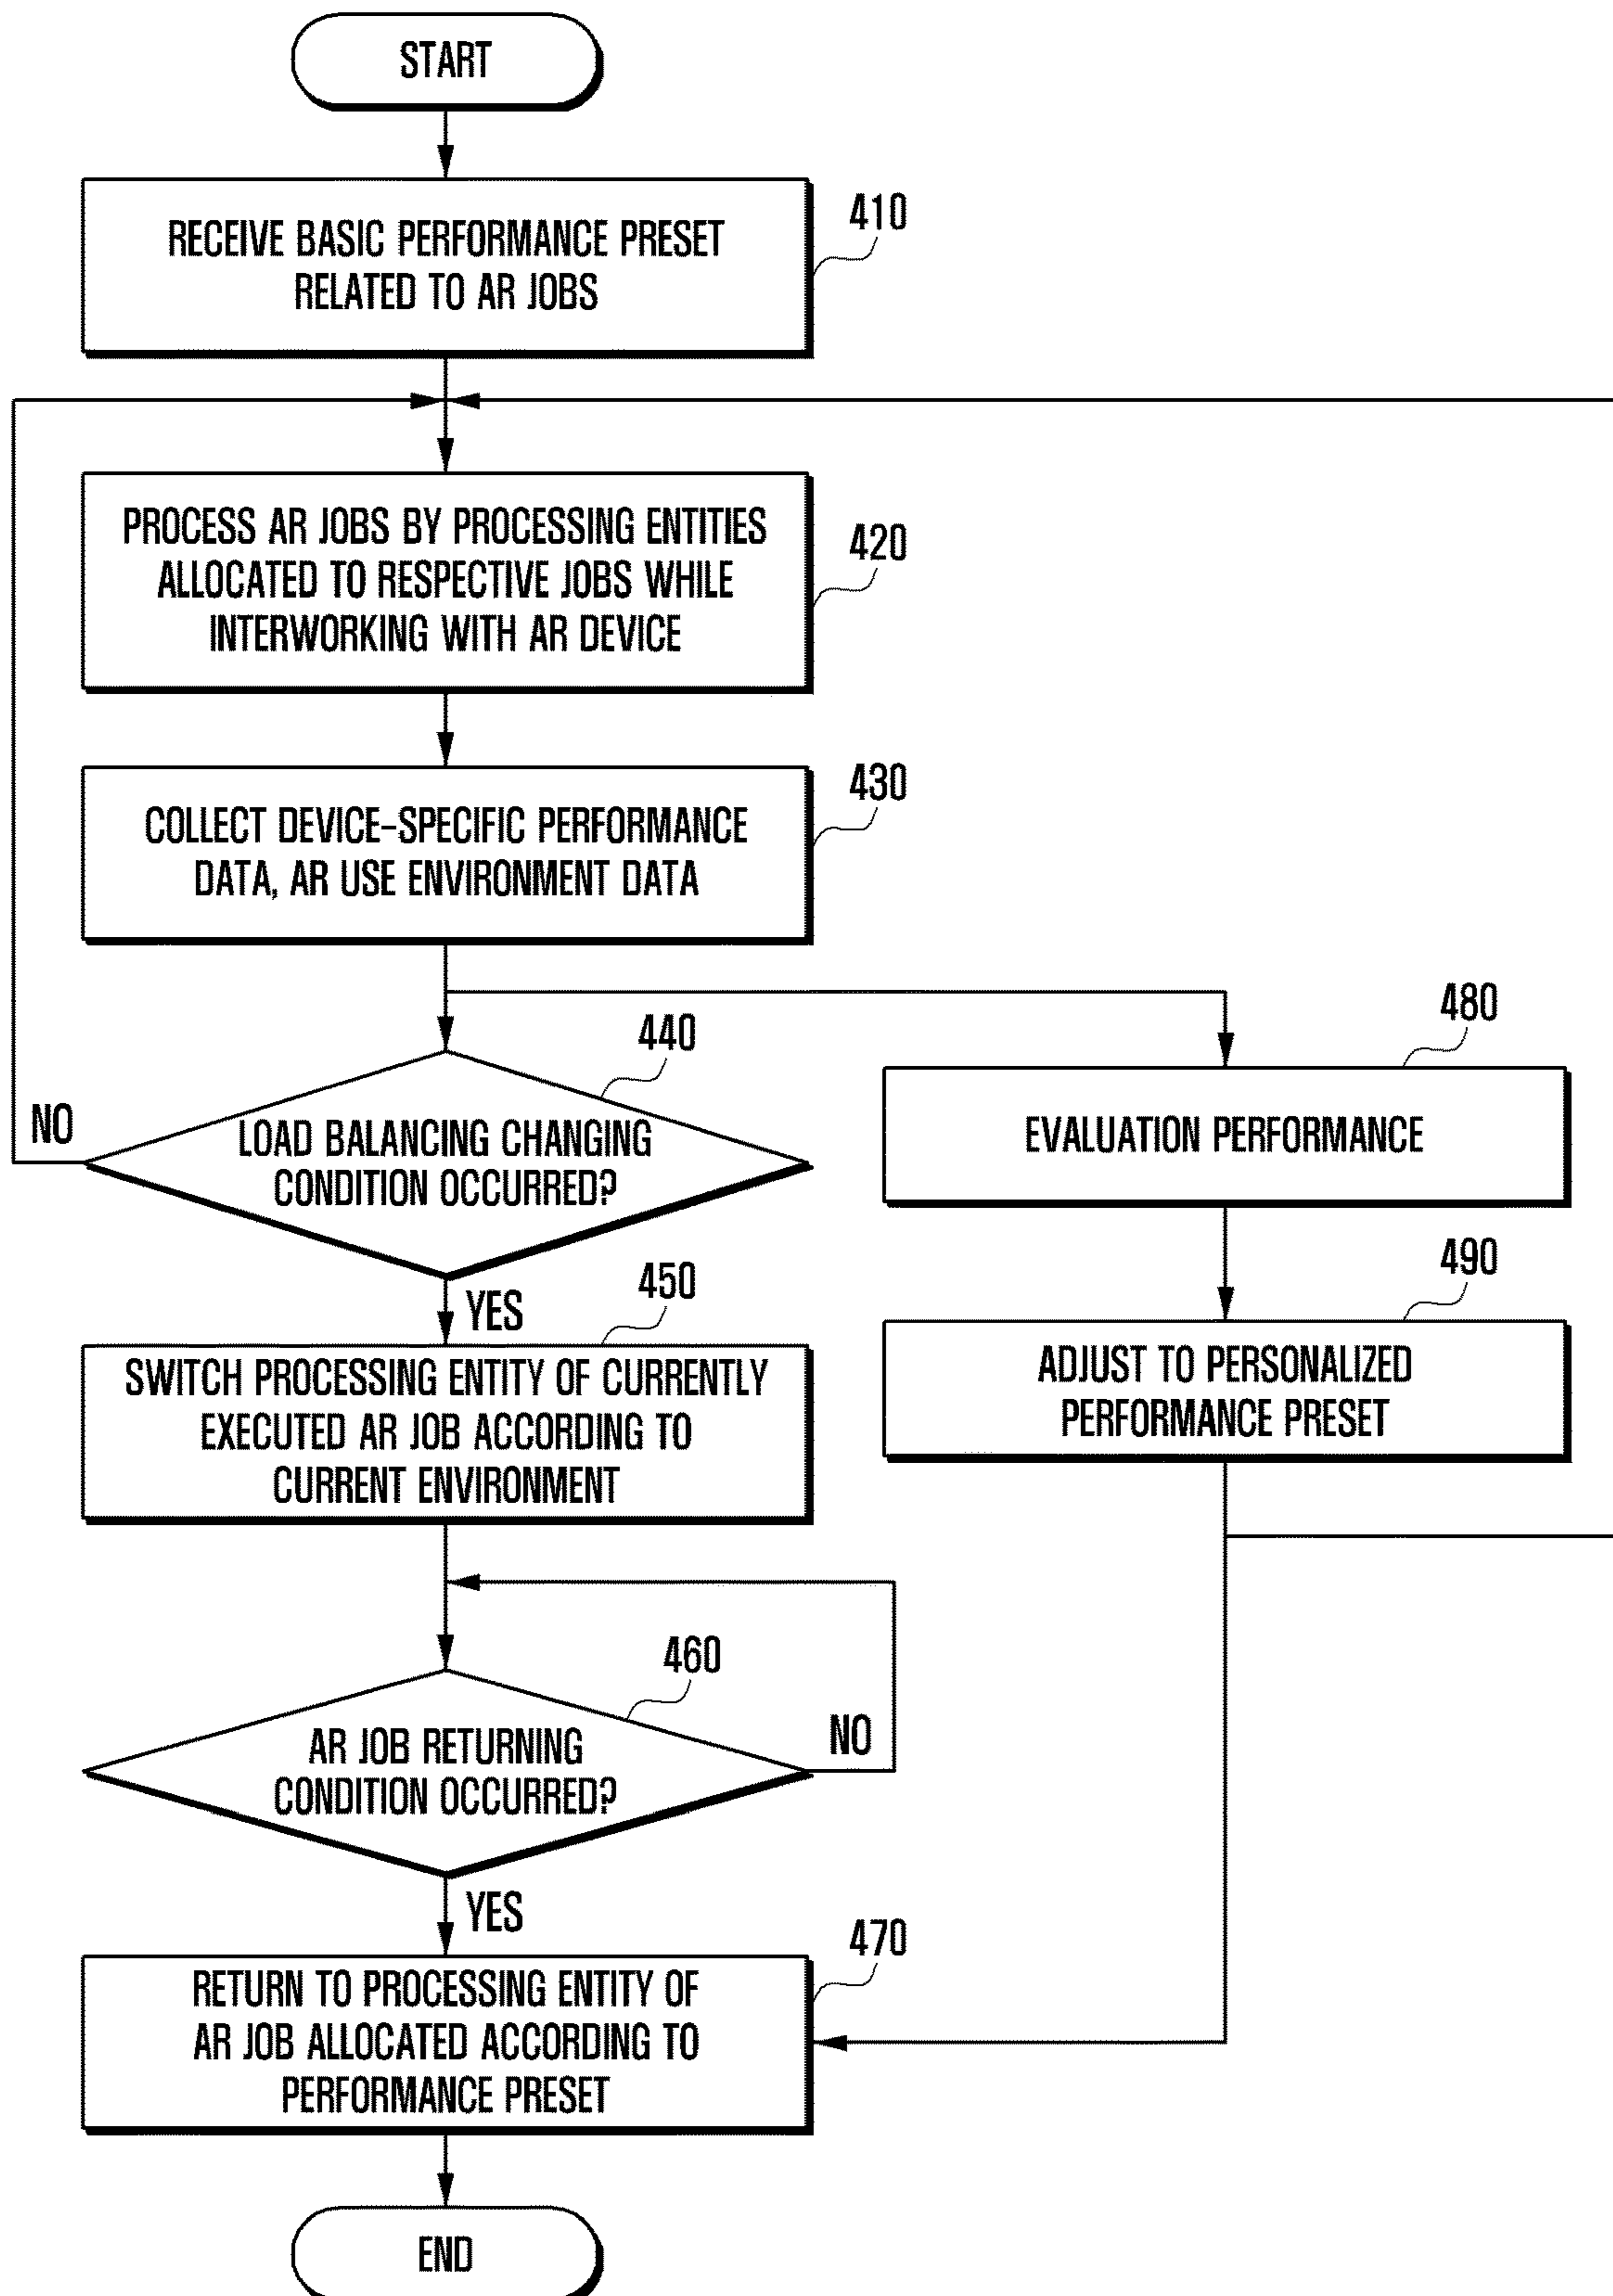 START
RECEIVE BASIC PERFORMANCE PRESET
RELATED TO AR JOBS
410
PROCESS AR JOBS BY PROCESSING ENTITIES
ALLOCATED TO RESPECTIVE JOBS WHILE
INTERWORKING WITH AR DEVICE
420
COLLECT DEVICE-SPECIFIC PERFORMANCE
DATA, AR USE ENVIRONMENT DATA
430
440
LOAD BALANCING CHANGING
CONDITION OCCURRED?
NO
YES
480
EVALUATION PERFORMANCE
450
SWITCH PROCESSING ENTITY OF CURRENTLY
EXECUTED AR JOB ACCORDING TO
CURRENT ENVIRONMENT
490
ADJUST TO PERSONALIZED
PERFORMANCE PRESET
460
AR JOB RETURNING
CONDITION OCCURRED?
NO
YES
470
RETURN TO PROCESSING ENTITY OF
AR JOB ALLOCATED ACCORDING TO
PERFORMANCE PRESET
END